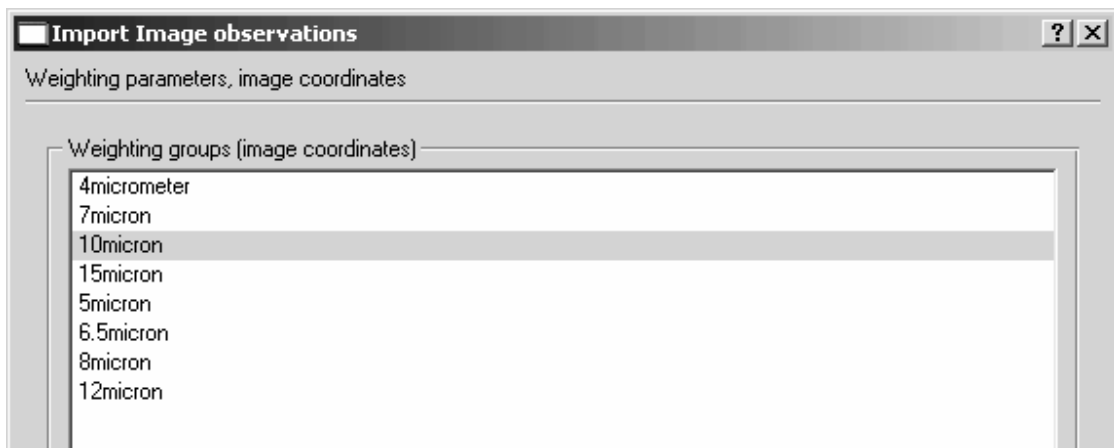 Import Image observations
Weighting parameters, image coordinates
Weighting groups (image coordinates)
4micrometer
7micron
10micron
15micron
5micron
6.5micron
8micron
12micron